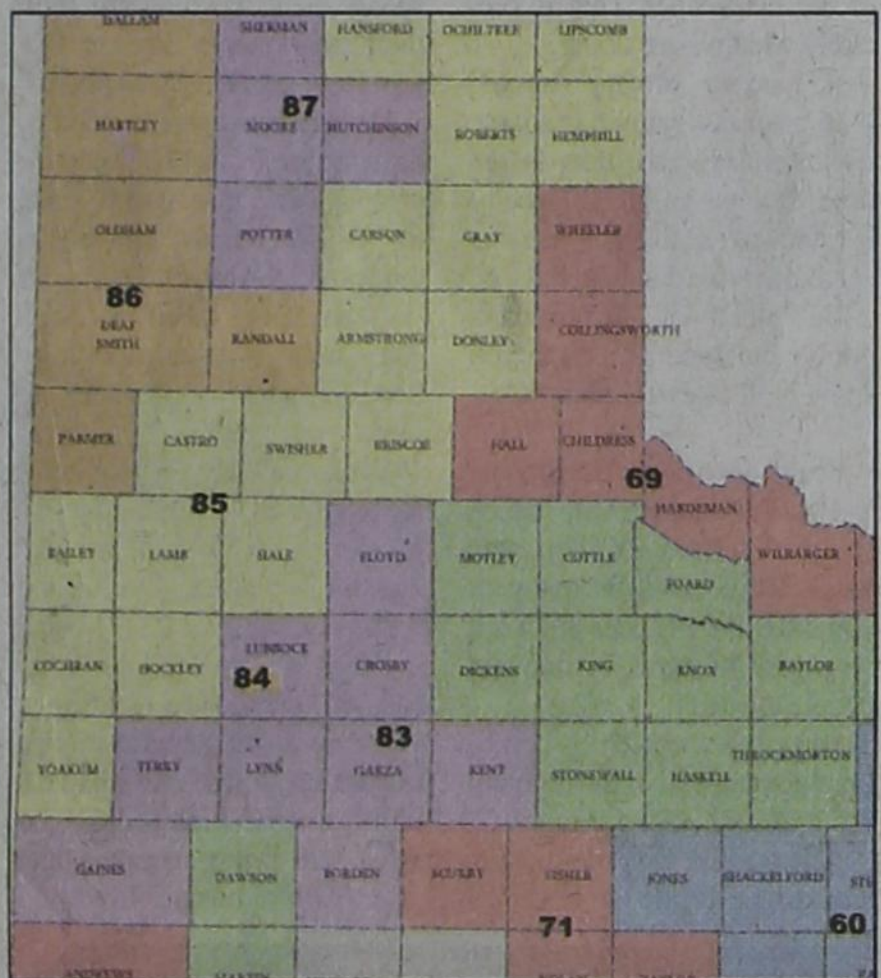 DALLAM SHERMAN HANSFORD OCHILTREE LIPSCOMB
87
HARTLEY MOORE HUTCHINSON ROBERTS HEMPHILL
OLDHAM POTTER CARSON GRAY WHEELER
86
DEAF
SMITH RANDALL ARMSTRONG DONLEY COLLINGSWORTH
PARMER CASTRO SWISHER BRISCOE HALL CHILDRESS
69
85
HARDEMAN
BAILEY LAMB HALE FLOYD MOTLEY COTTLE WILBARGER
FOARD
LUBBOCK
COCHRAN HOCKLEY CROSBY DICKENS KING KNOX BAYLOR
84
83
YOAKUM TERRY LYNN GARZA KENT STONEWALL HASKELL THROCKMORTON
GAINES DAWSON BORDEN SCURRY FISHER JONES SHACKELFORD STE
71 60
ANDREWS MARTIN